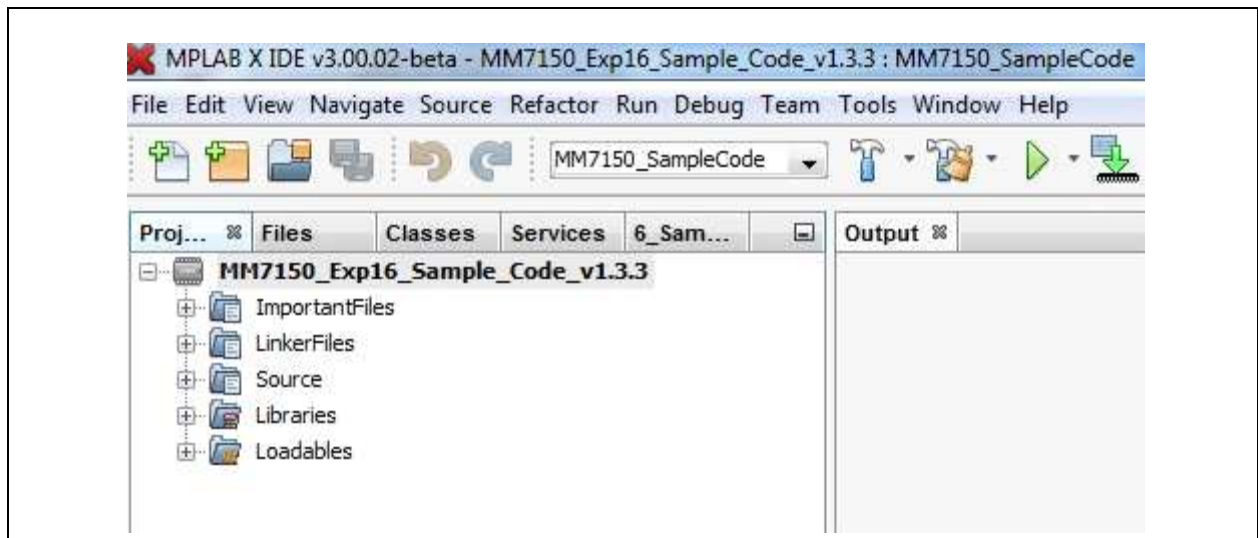 MPLAB X IDE v3.00.02-beta - MM7150_Exp16_Sample_Code_v1.3.3 : MM7150_SampleCode
File Edit View Navigate Source Refactor Run Debug Team Tools Window Help
MM7150_SampleCode
Proj... Files Classes Services 6_Sam... Output
MM7150_Exp16_Sample_Code_v1.3.3
ImportantFiles
LinkerFiles
Source
Libraries
Loadables